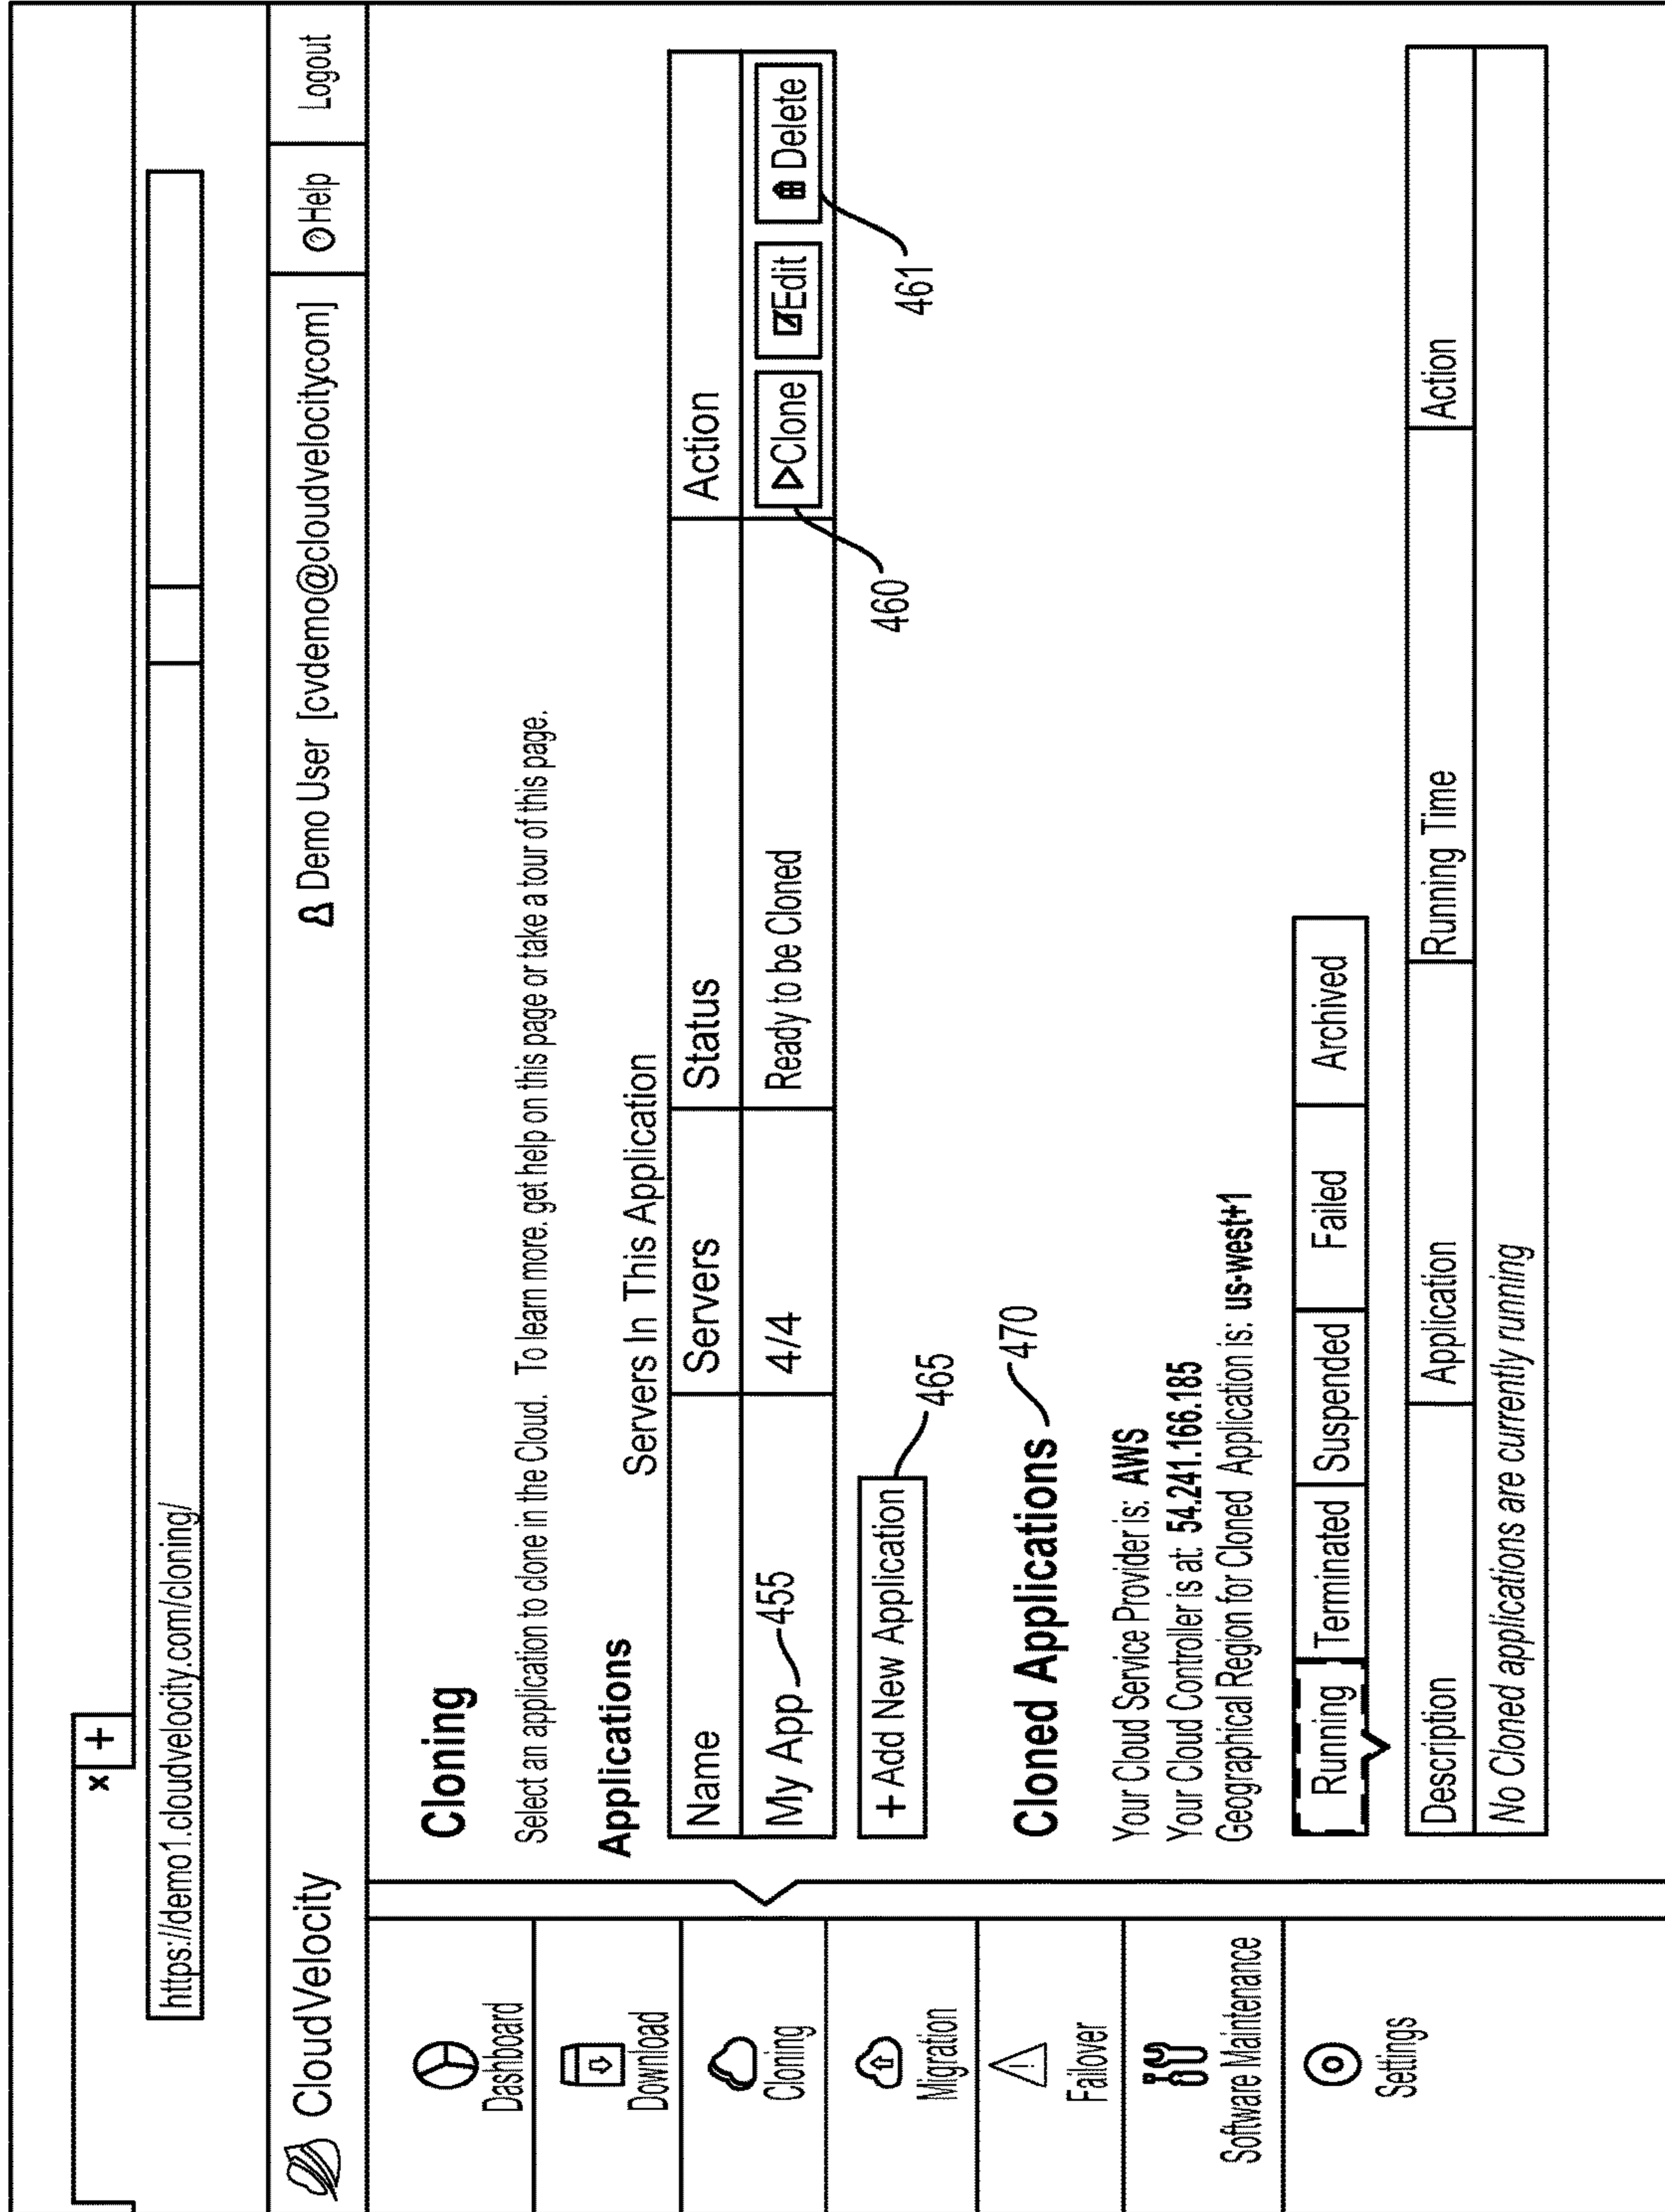 x +
https://demo1.cloudvelocity.com/cloning/
CloudVelocity Demo User [cvdemo@cloudvelocitycom] ? Help Logout
Dashboard
Download
Cloning
Migration
Failover
Software Maintenance
Settings
Cloning
Select an application to clone in the Cloud. To learn more, get help on this page or take a tour of this page.
Applications
Servers In This Application
Name Servers Status Action
My App 455 4/4 Ready to be Cloned Clone Edit Delete
460 461
+ Add New Application 465
Cloned Applications 470
Your Cloud Service Provider is: AWS
Your Cloud Controller is at: 54.241.166.185
Geographical Region for Cloned Application is: us-west+1
Running Terminated Suspended Failed Archived
Description Application Running Time Action
No Cloned applications are currently running